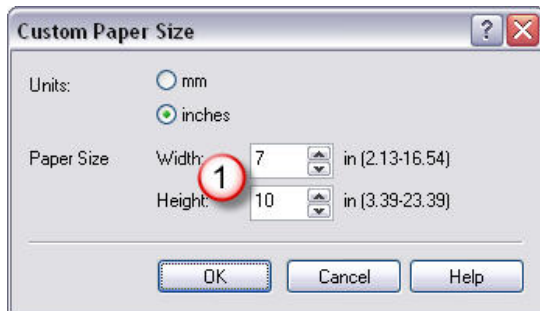 Custom Paper Size
Units:
mm
inches
Paper Size
Width: 7 in (2.13-16.54)
1
Height: 10 in (3.39-23.39)
OK Cancel Help